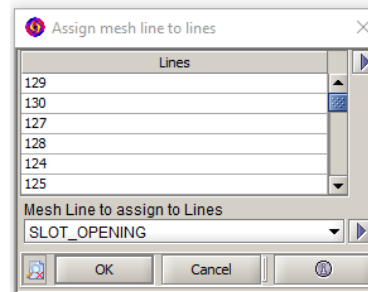 Assign mesh line to lines
Lines
129
130
127
128
124
125
Mesh Line to assign to Lines
SLOT_OPENING
OK Cancel